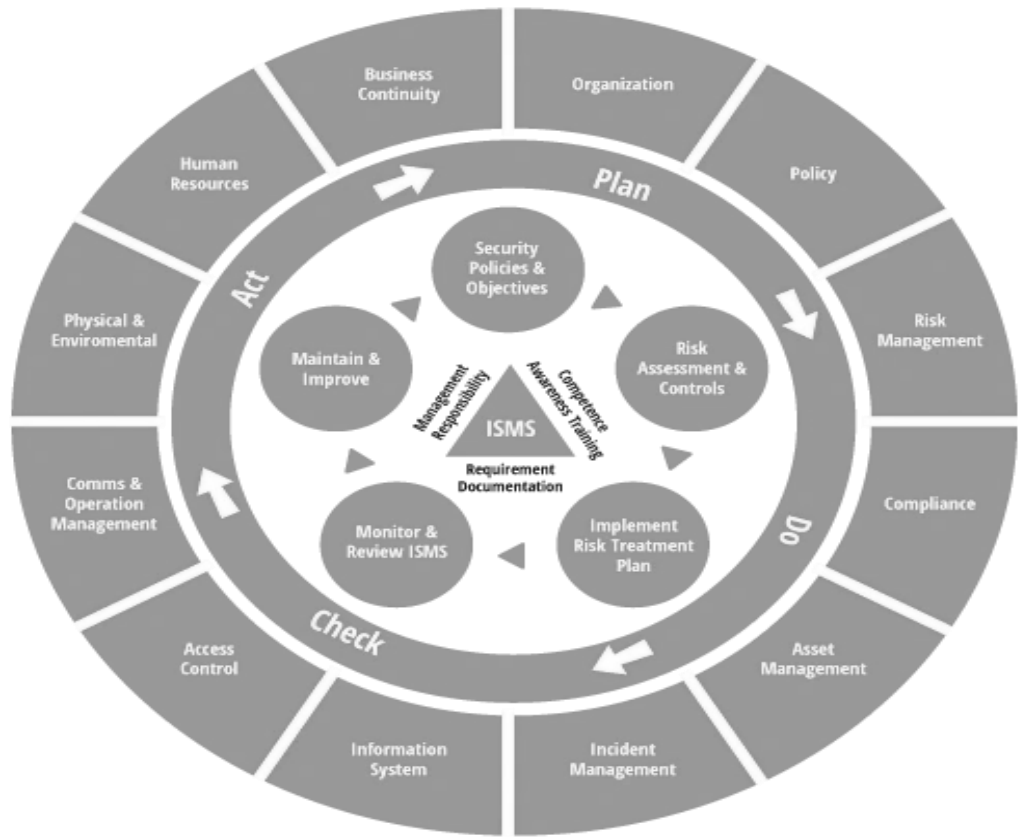 Business
Continuity
Organization
Human
Resources
Policy
Plan
Security
Policies &
Objectives
Act
Physical &
Enviromental
Risk
Management
Maintain &
Improve
Risk
Assessment &
Controls
Management
Responsibility
Competence
Awareness Training
ISMS
Requirement
Documentation
Comms &
Operation
Management
Compliance
Monitor &
Review ISMS
Implement
Risk Treatment
Plan
Do
Check
Access
Control
Asset
Management
Information
System
Incident
Management